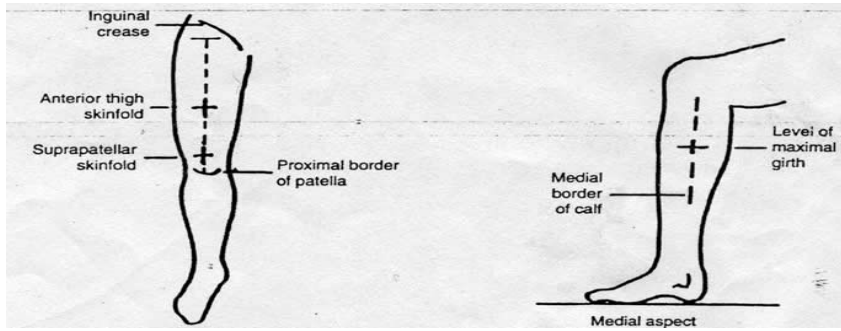 Inguinal
crease
Anterior thigh
skinfold
Suprapatellar
skinfold
Proximal border
of patella
Level of
maximal
girth
Medial
border
of calf
Medial aspect